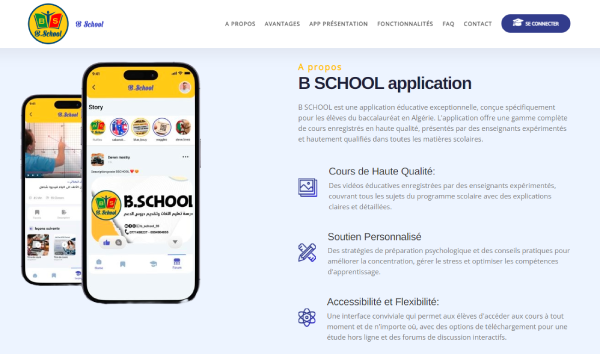 B.School
B School
A PROPOS
AVANTAGES
APP PRÉSENTATION
FONCTIONNALITÉS
FAQ
CONTACT
SE CONNECTER
A propos
B SCHOOL application
B SCHOOL est une application éducative exceptionnelle, conçue spécifiquement
pour les élèves du baccalauréat en Algérie. L'application offre une gamme complète
de cours enregistrés en haute qualité, présentés par des enseignants expérimentés
et hautement qualifiés dans toutes les matières scolaires.
Cours de Haute Qualité:
Des vidéos éducatives enregistrées par des enseignants expérimentés,
couvrant tous les sujets du programme scolaire avec des explications
claires et détaillées.
Soutien Personnalisé
Des stratégies de préparation psychologique et des conseils pratiques pour
améliorer la concentration, gérer le stress et optimiser les compétences
d'apprentissage.
Accessibilité et Flexibilité:
Une interface conviviale qui permet aux élèves d'accéder aux cours à tout
moment et de n'importe où, avec des options de téléchargement pour une
étude hors ligne et des forums de discussion interactifs.
B.School
Story
B.SCHOOL